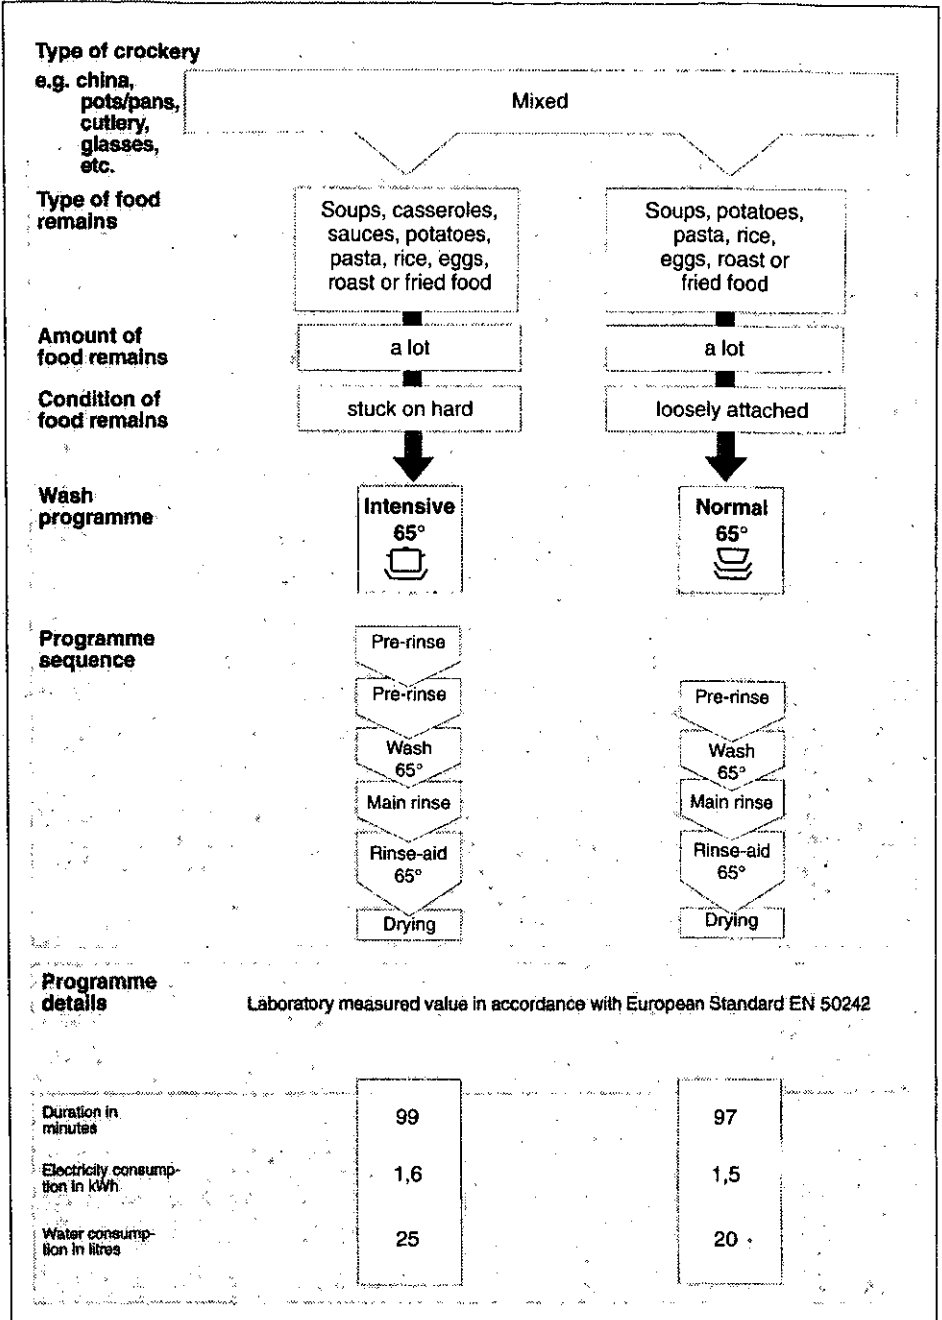 Type of crockery
e.g. china,
pots/pans,
cutlery,
glasses,
etc.
Mixed
Type of food
remains
Soups, casseroles,
sauces, potatoes,
pasta, rice, eggs,
roast or fried food
Soups, potatoes,
pasta, rice,
eggs, roast or
fried food
Amount of
food remains
a lot
a lot
Condition of
food remains
stuck on hard
loosely attached
Wash
programme
Intensive
65°
Normal
65°
Programme
sequence
Pre-rinse
Pre-rinse
Wash
65°
Main rinse
Rinse-aid
65°
Drying
Pre-rinse
Wash
65°
Main rinse
Rinse-aid
65°
Drying
Programme
details
Laboratory measured value in accordance with European Standard EN 50242
Duration in
minutes
99
97
Electricity consump-
tion in kWh
1,6
1,5
Water consump-
tion in litres
25
20